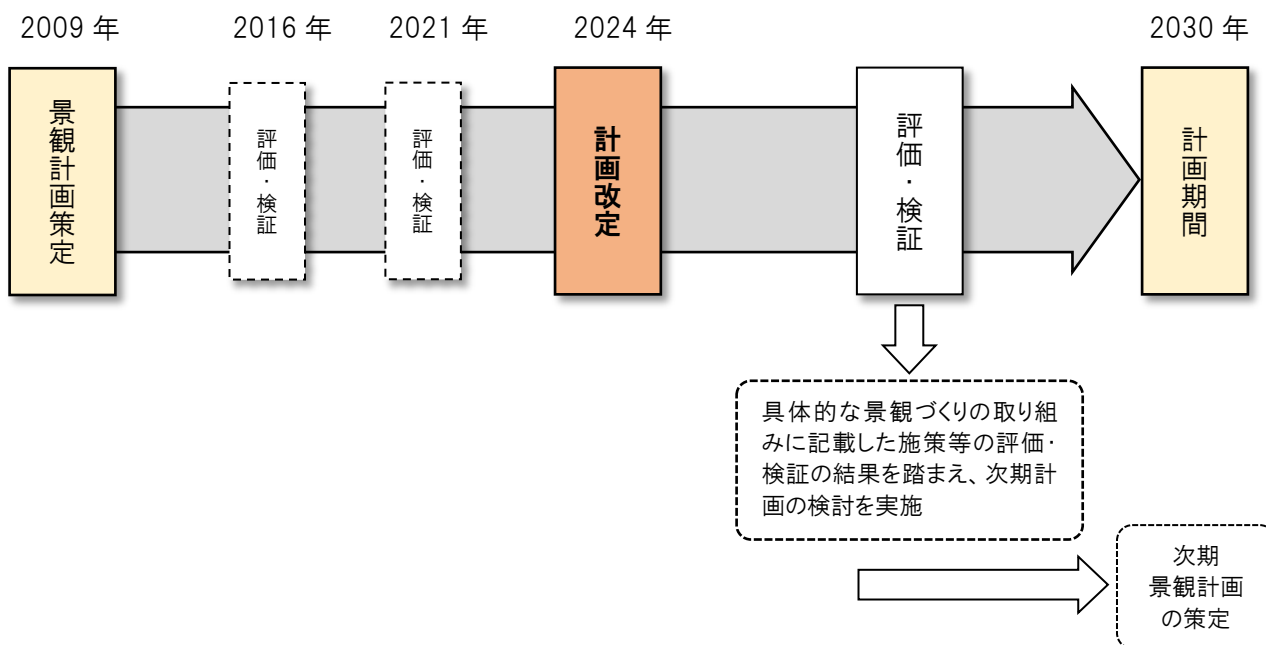 2009 年
2016 年
2021 年
2024 年
2030 年
景観計画策定
評価・検証
評価・検証
計画改定
評価・検証
計画期間
具体的な景観づくりの取り組
みに記載した施策等の評価・
検証の結果を踏まえ、次期計
画の検討を実施
次期
景観計画
の策定